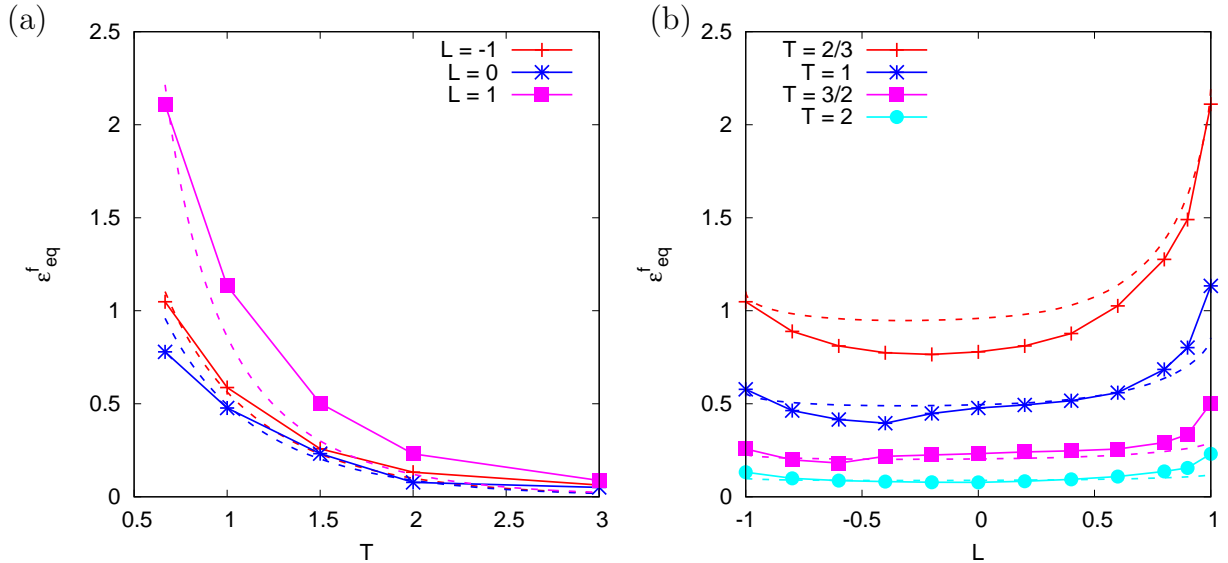 (a)
2.5
2
1.5
1
0.5
0
0.5
1
1.5
2
2.5
3
ε^f_eq
T
L = -1
L = 0
L = 1
(b)
2.5
2
1.5
1
0.5
0
-1
-0.5
0
0.5
1
ε^f_eq
L
T = 2/3
T = 1
T = 3/2
T = 2